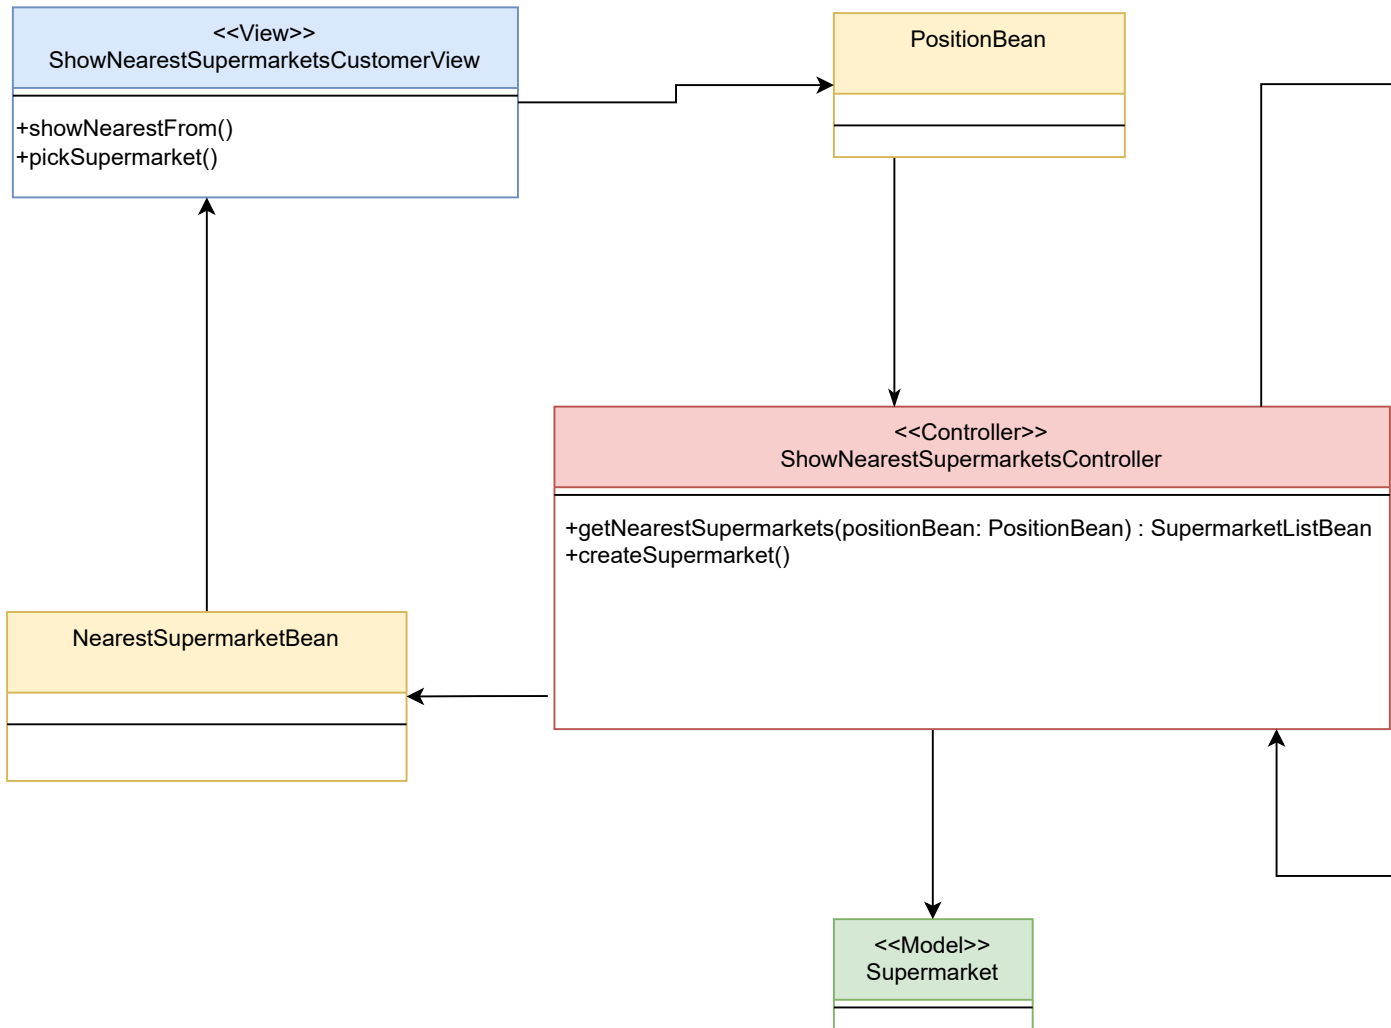 <<View>>
ShowNearestSupermarketsCustomerView
+showNearestFrom()
+pickSupermarket()
PositionBean
<<Controller>>
ShowNearestSupermarketsController
+getNearestSupermarkets(positionBean: PositionBean) : SupermarketListBean
+createSupermarket()
NearestSupermarketBean
<<Model>>
Supermarket